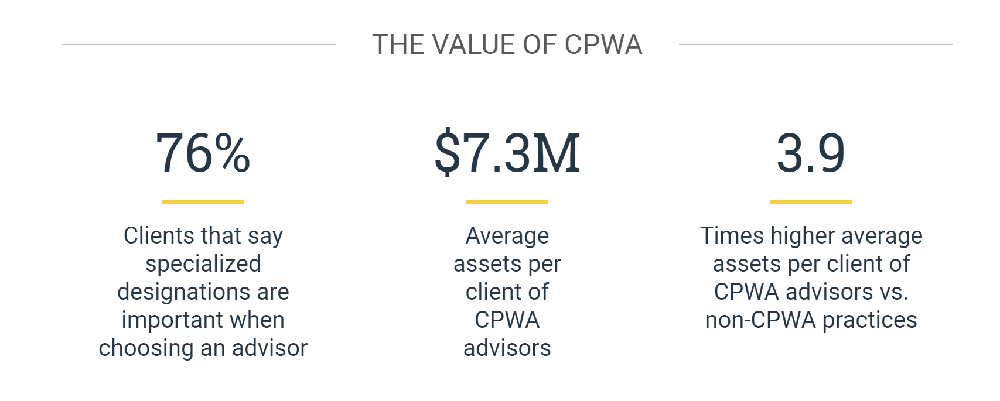 THE VALUE OF CPWA
76%
Clients that say
specialized
designations are
important when
choosing an advisor
$7.3M
Average
assets per
client of
CPWA
advisors
3.9
Times higher average
assets per client of
CPWA advisors vs.
non-CPWA practices